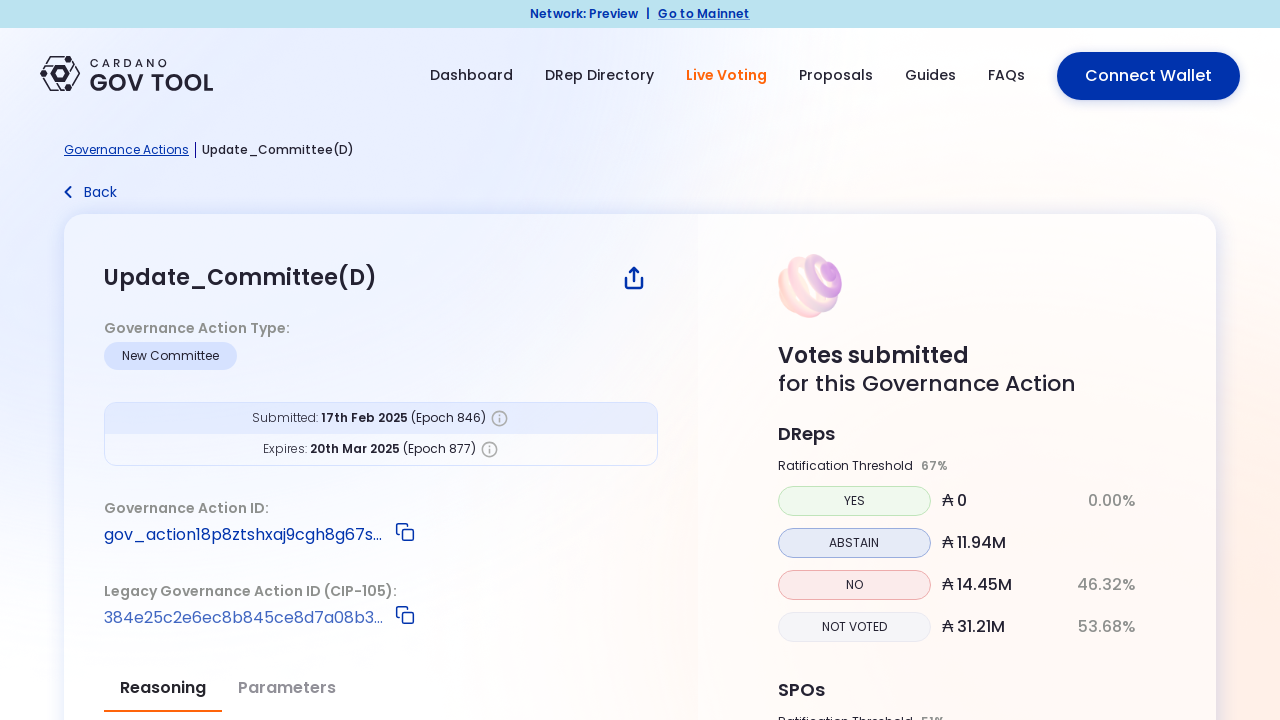 Network: Preview | Go to Mainnet
CARDANO
GOV TOOL
Dashboard
DRep Directory
Live Voting
Proposals
Guides
FAQs
Connect Wallet
Governance Actions | Update_Committee(D)
Back
Update_Committee(D)
Governance Action Type:
New Committee
Submitted: 17th Feb 2025 (Epoch 846)
Expires: 20th Mar 2025 (Epoch 877)
Governance Action ID:
gov_action18p8ztshxaj9cgh8g67s...
Legacy Governance Action ID (CIP-105):
384e25c2e6ec8b845ce8d7a08b3...
Reasoning
Parameters
Votes submitted
for this Governance Action
DReps
Ratification Threshold 67%
YES ₳ 0 0.00%
ABSTAIN ₳ 11.94M
NO ₳ 14.45M 46.32%
NOT VOTED ₳ 31.21M 53.68%
SPOs
Ratification Threshold 51%